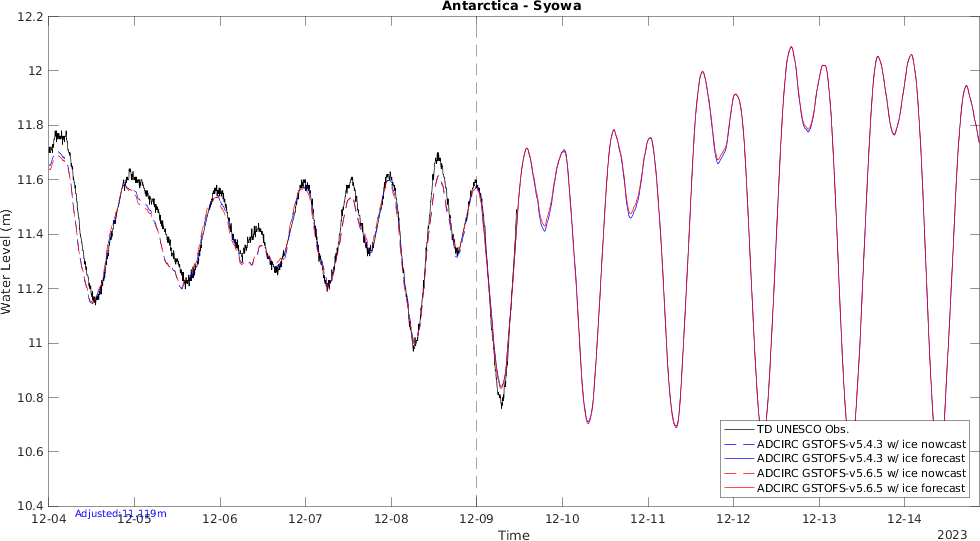 Antarctica - Syowa
12.2
12
11.8
11.6
11.4
11.2
11
10.8
10.6
10.4
Water Level (m)
TD UNESCO Obs.
ADCIRC GSTOFS-v5.4.3 w/ ice nowcast
ADCIRC GSTOFS-v5.4.3 w/ ice forecast
ADCIRC GSTOFS-v5.6.5 w/ ice nowcast
ADCIRC GSTOFS-v5.6.5 w/ ice forecast
Adjusted:11.119m
12-04 12-05 12-06 12-07 12-08 12-09 12-10 12-11 12-12 12-13 12-14
Time
2023